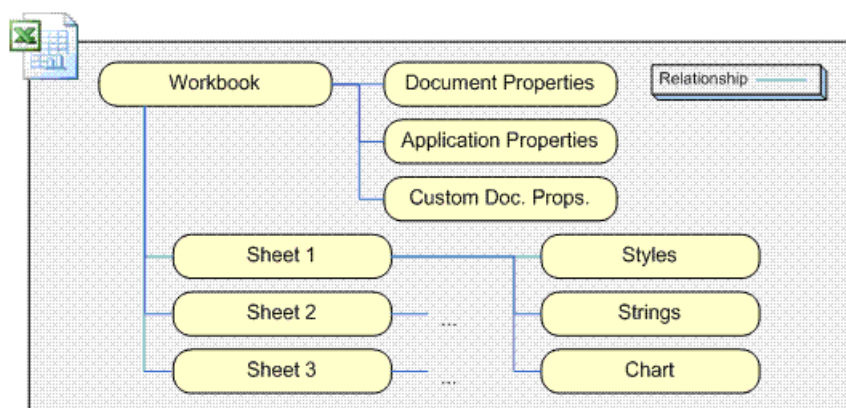 Workbook
Document Properties
Relationship
Application Properties
Custom Doc. Props.
Sheet 1
Styles
Sheet 2
...
Strings
Sheet 3
...
Chart